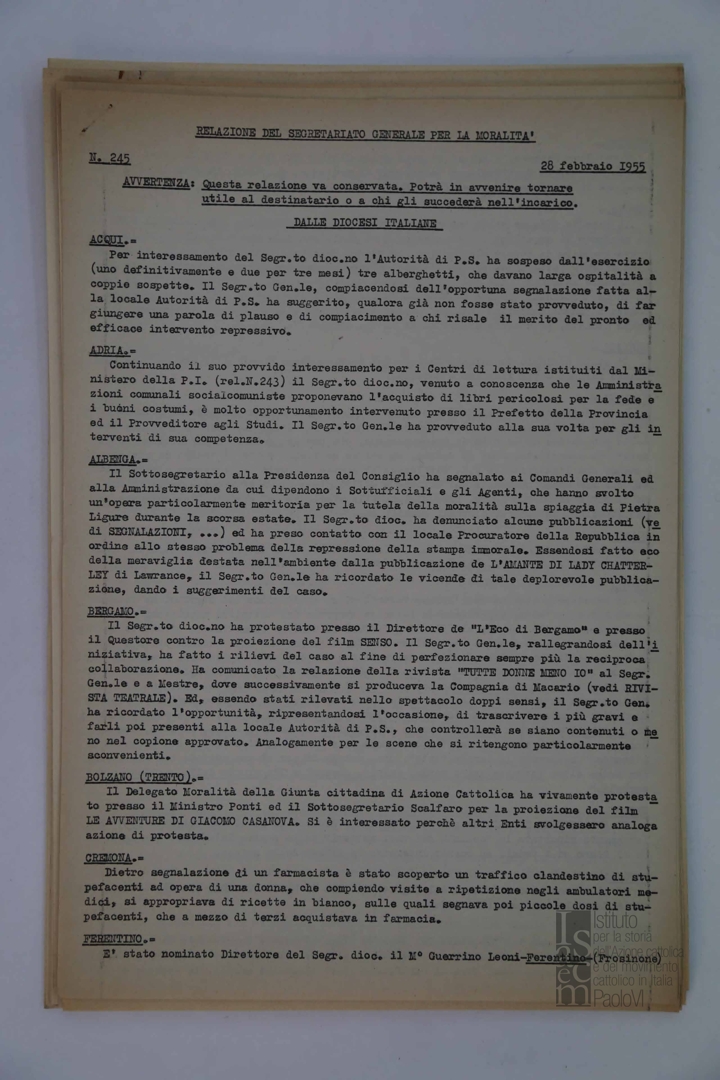 RELAZIONE DEL SEGRETARIATO GENERALE PER LA MORALITA'
N. 245
28 febbraio 1955
AVVERTENZA: Questa relazione va conservata. Potrà in avvenire tornare
utile al destinatario o a chi gli succederà nell'incarico.
DALLE DIOCESI ITALIANE
ACQUI.=
Per interessamento del Segr.to dioc.no l'Autorità di P.S. ha sospeso dall'esercizio
(uno definitivamente e due per tre mesi) tre alberghetti, che davano larga ospitalità a
coppie sospette. Il Segr.to Gen.le, compiacendosi dell'opportuna segnalazione fatta al-
la locale Autorità di P.S. ha suggerito, qualora già non fosse stato provveduto, di far
giungere una parola di plauso e di compiacimento a chi risale il merito del pronto ed
efficace intervento repressivo.
ADRIA.=
Continuando il suo provvido interessamento per i Centri di lettura istituiti dal Mi-
nistero della P.I. (rel.N.243) il Segr.to dioc.no, venuto a conoscenza che le Amministra
zioni comunali socialcomuniste proponevano l'acquisto di libri pericolosi per la fede e
i buoni costumi, è molto opportunamente intervenuto presso il Prefetto della Provincia
ed il Provveditore agli Studi. Il Segr.to Gen.le ha provveduto alla sua volta per gli in
terventi di sua competenza.
ALBENGA.=
Il Sottosegretario alla Presidenza del Consiglio ha segnalato ai Comandi Generali ed
alla Amministrazione da cui dipendono i Sottufficiali e gli Agenti, che hanno svolto
un'opera particolarmente meritoria per la tutela della moralità sulla spiaggia di Pietra
Ligure durante la scorsa estate. Il Segr.to dioc. ha denunciato alcune pubblicazioni (ve
di SEGNALAZIONI, ...) ed ha preso contatto con il locale Procuratore della Repubblica in
ordine allo stesso problema della repressione della stampa immorale. Essendosi fatto eco
della meraviglia destata nell'ambiente dalla pubblicazione de L'AMANTE DI LADY CHATTER-
LEY di Lawrance, il Segr.to Gen.le ha ricordato le vicende di tale deplorevole pubblica-
zione, dando i suggerimenti del caso.
BERGAMO.=
Il Segr.to dioc.no ha protestato presso il Direttore de "L'Eco di Bergamo" e presso
il Questore contro la proiezione del film SENSO. Il Segr.to Gen.le, rallegrandosi dell'i
niziativa, ha fatto i rilievi del caso al fine di perfezionare sempre più la reciproca
collaborazione. Ha comunicato la relazione della rivista "TUTTE DONNE MENO IO" al Segr.
Gen.le e a Mestre, dove successivamente si produceva la Compagnia di Macario (vedi RIVI-
STA TEATRALE). Ed, essendo stati rilevati nello spettacolo doppi sensi, il Segr.to Gen.
ha ricordato l'opportunità, ripresentandosi l'occasione, di trascrivere i più gravi e
farli poi presenti alla locale Autorità di P.S., che controllerà se siano contenuti o me
no nel copione approvato. Analogamente per le scene che si ritengono particolarmente
sconvenienti.
BOLZANO (TRENTO).=
Il Delegato Moralità della Giunta cittadina di Azione Cattolica ha vivamente protesta
to presso il Ministro Ponti ed il Sottosegretario Scalfaro per la proiezione del film
LE AVVENTURE DI GIACOMO CASANOVA. Si è interessato perchè altri Enti svolgessero analoga
azione di protesta.
CREMONA.=
Dietro segnalazione di un farmacista è stato scoperto un traffico clandestino di stu-
pefacenti ad opera di una donna, che compiendo visite a ripetizione negli ambulatori me-
dici, si appropriava di ricette in bianco, sulle quali segnava poi piccole dosi di stu-
pefacenti, che a mezzo di terzi acquistava in farmacia.
FERENTINO.=
E' stato nominato Direttore del Segr. dioc. il M° Guerrino Leoni-Ferentino-(Frosinone)
Istituto
per la storia
dell'Azione cattolica
e del movimento
cattolico in Italia
PaoloVI